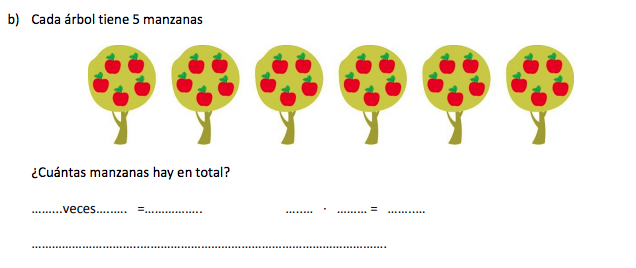 b) Cada árbol tiene 5 manzanas
¿Cuántas manzanas hay en total?
.........veces......... =................. ........ · ......... = ...........
.........................................................................................................